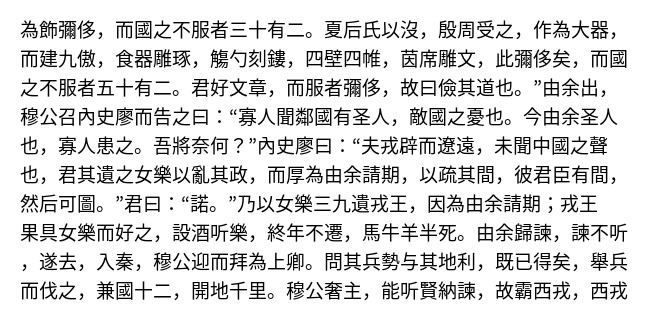 為飾彌侈，而國之不服者三十有二。夏后氏以沒，殷周受之，作為大器，
而建九傲，食器雕琢，觴勺刻鏤，四壁四帷，茵席雕文，此彌侈矣，而國
之不服者五十有二。君好文章，而服者彌侈，故曰儉其道也。”由余出，
穆公召內史廖而告之曰：“寡人聞鄰國有圣人，敵國之憂也。今由余圣人
也，寡人患之。吾將奈何？”內史廖曰：“夫戎辟而遼遠，未聞中國之聲
也，君其遺之女樂以亂其政，而厚為由余請期，以疏其間，彼君臣有間，
然后可圖。”君曰：“諾。”乃以女樂三九遺戎王，因為由余請期；戎王
果具女樂而好之，設酒听樂，終年不遷，馬牛羊半死。由余歸諫，諫不听
，遂去，入秦，穆公迎而拜為上卿。問其兵勢与其地利，既已得矣，舉兵
而伐之，兼國十二，開地千里。穆公奢主，能听賢納諫，故霸西戎，西戎